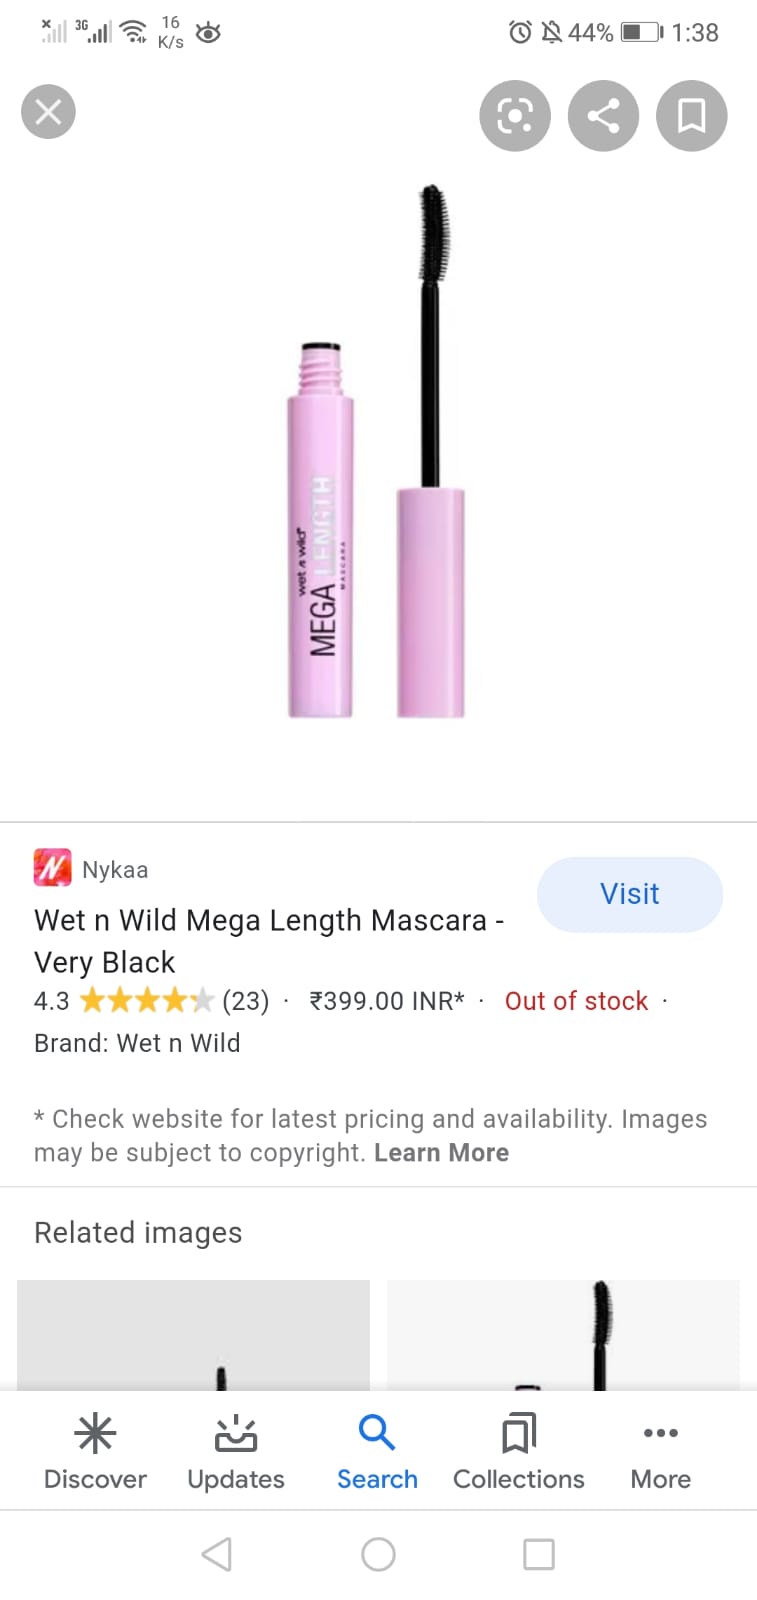 3G
16
K/s
44%
1:38
wet n wild
MEGA LENGTH
MASCARA
N Nykaa
Visit
Wet n Wild Mega Length Mascara -
Very Black
4.3 (23) · ₹399.00 INR* · Out of stock ·
Brand: Wet n Wild
* Check website for latest pricing and availability. Images
may be subject to copyright. Learn More
Related images
Discover Updates Search Collections More